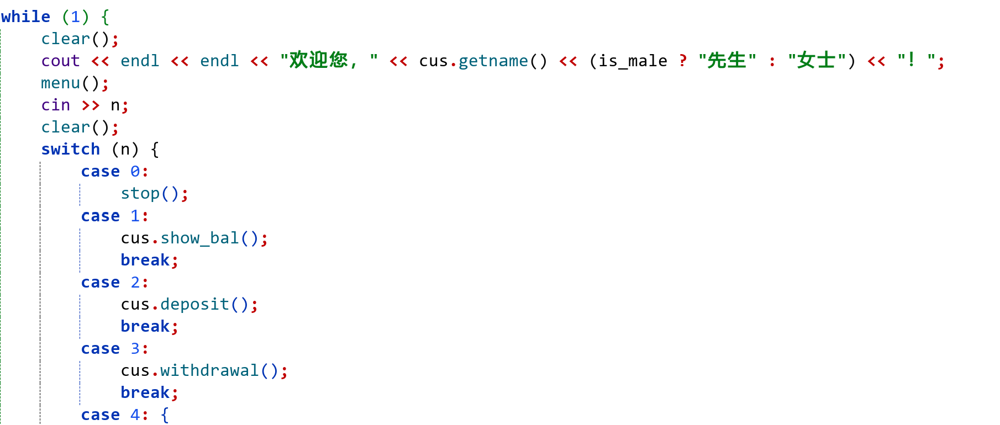 while (1) {
clear();
cout << endl << endl << "欢迎您, " << cus.getname() << (is_male ? "先生" : "女士") << "! ";
menu();
cin >> n;
clear();
switch (n) {
case 0:
stop();
case 1:
cus.show_bal();
break;
case 2:
cus.deposit();
break;
case 3:
cus.withdrawal();
break;
case 4: {